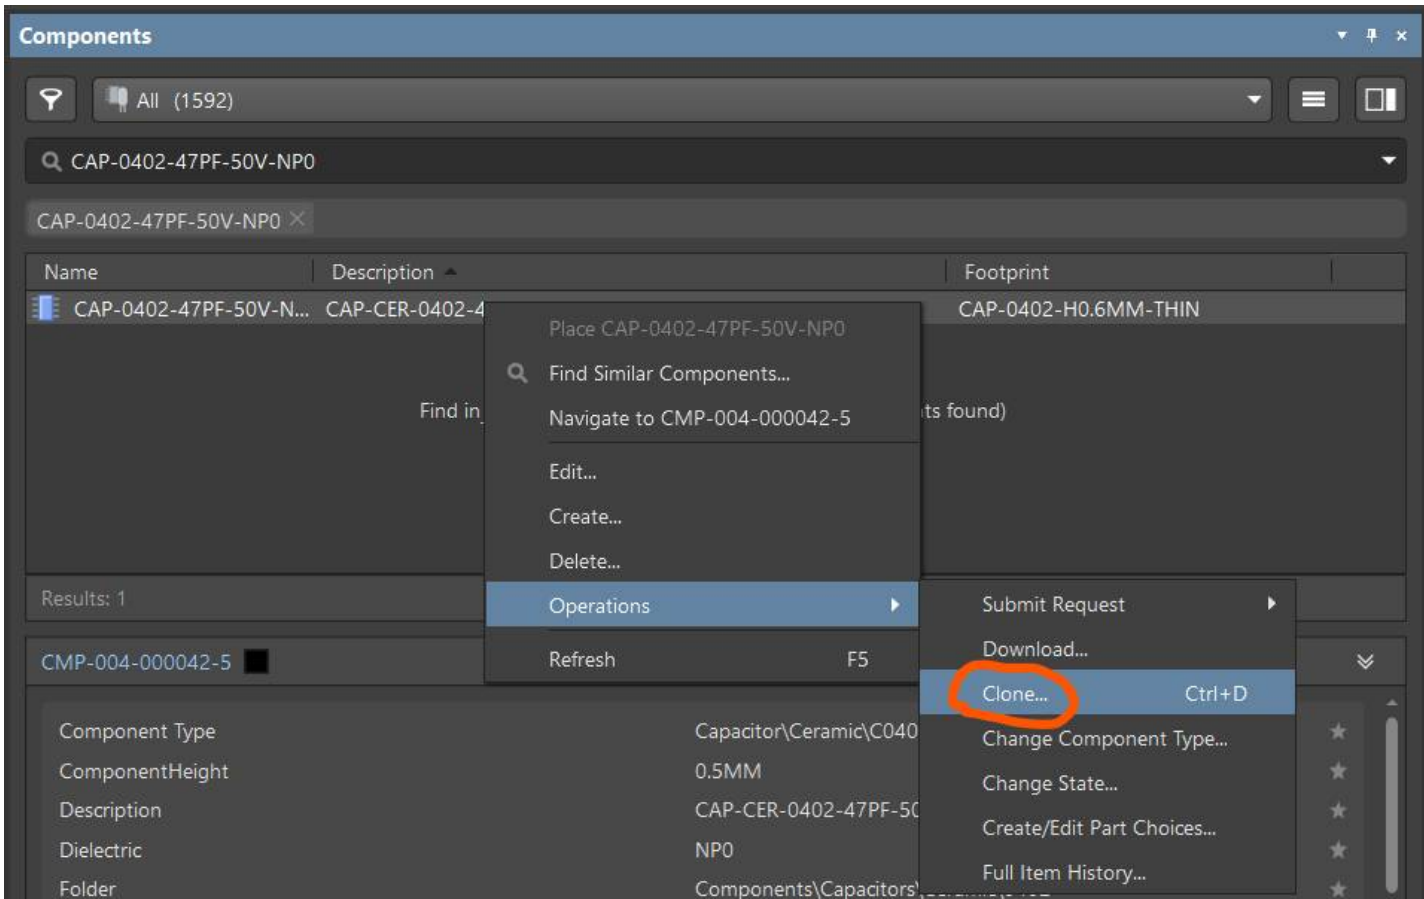 Components
All (1592)
CAP-0402-47PF-50V-NP0
CAP-0402-47PF-50V-NP0
Name Description Footprint
CAP-0402-47PF-50V-N... CAP-CER-0402-4 CAP-0402-H0.6MM-THIN
Place CAP-0402-47PF-50V-NP0
Find Similar Components...
Find in ts found)
Navigate to CMP-004-000042-5
Edit...
Create...
Delete...
Results: 1
Operations
Submit Request
Refresh F5
Download...
CMP-004-000042-5
Clone... Ctrl+D
Component Type Capacitor\Ceramic\C040
Change Component Type...
ComponentHeight 0.5MM
Change State...
Description CAP-CER-0402-47PF-50
Create/Edit Part Choices...
Dielectric NP0
Full Item History...
Folder Components\Capacitors\